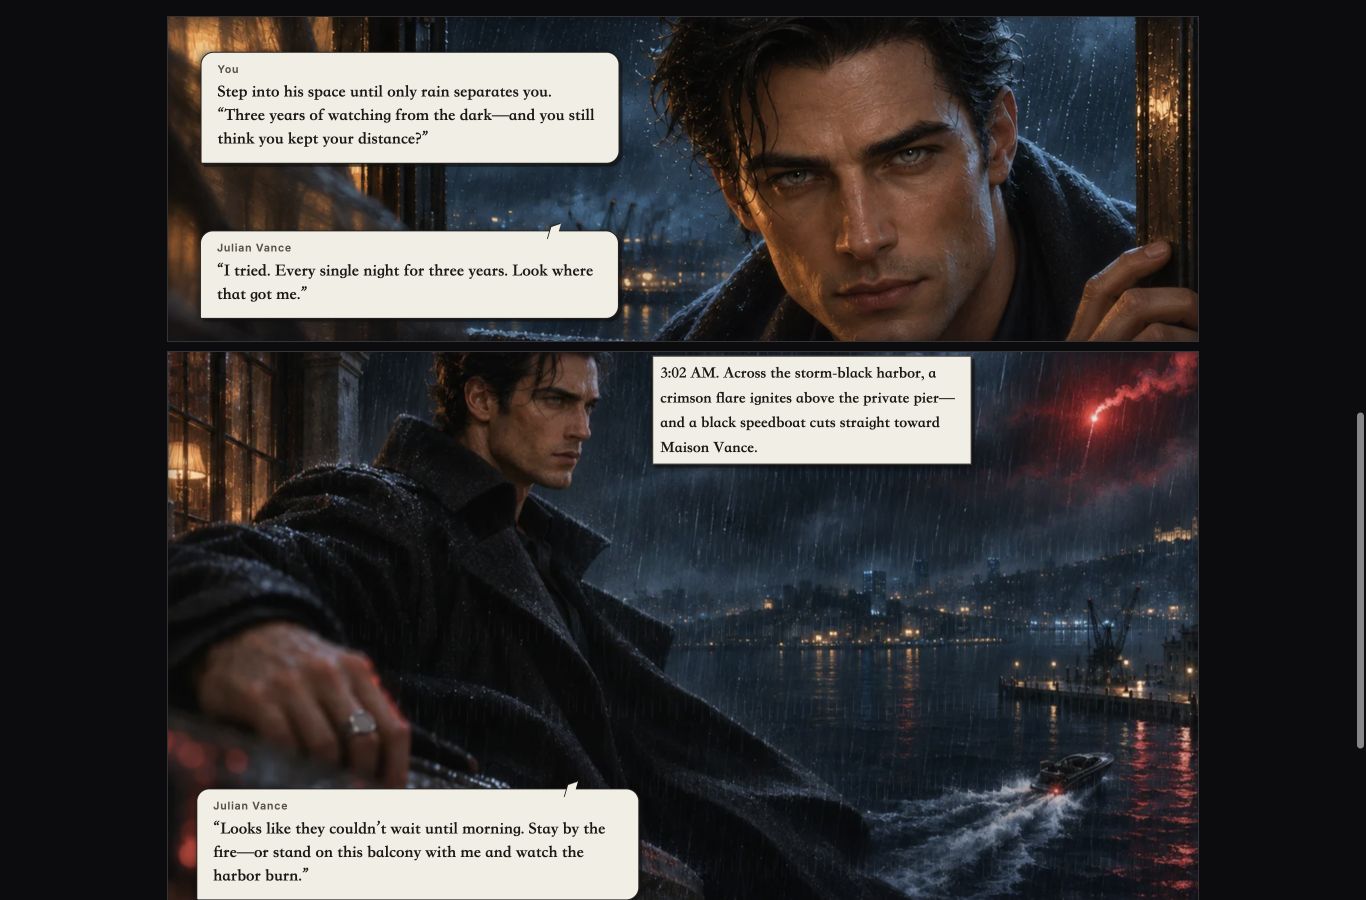 You
Step into his space until only rain separates you.
“Three years of watching from the dark—and you still
think you kept your distance?”
Julian Vance
“I tried. Every single night for three years. Look where
that got me.”
3:02 AM. Across the storm-black harbor, a
crimson flare ignites above the private pier—
and a black speedboat cuts straight toward
Maison Vance.
Julian Vance
“Looks like they couldn’t wait until morning. Stay by the
fire—or stand on this balcony with me and watch the
harbor burn.”